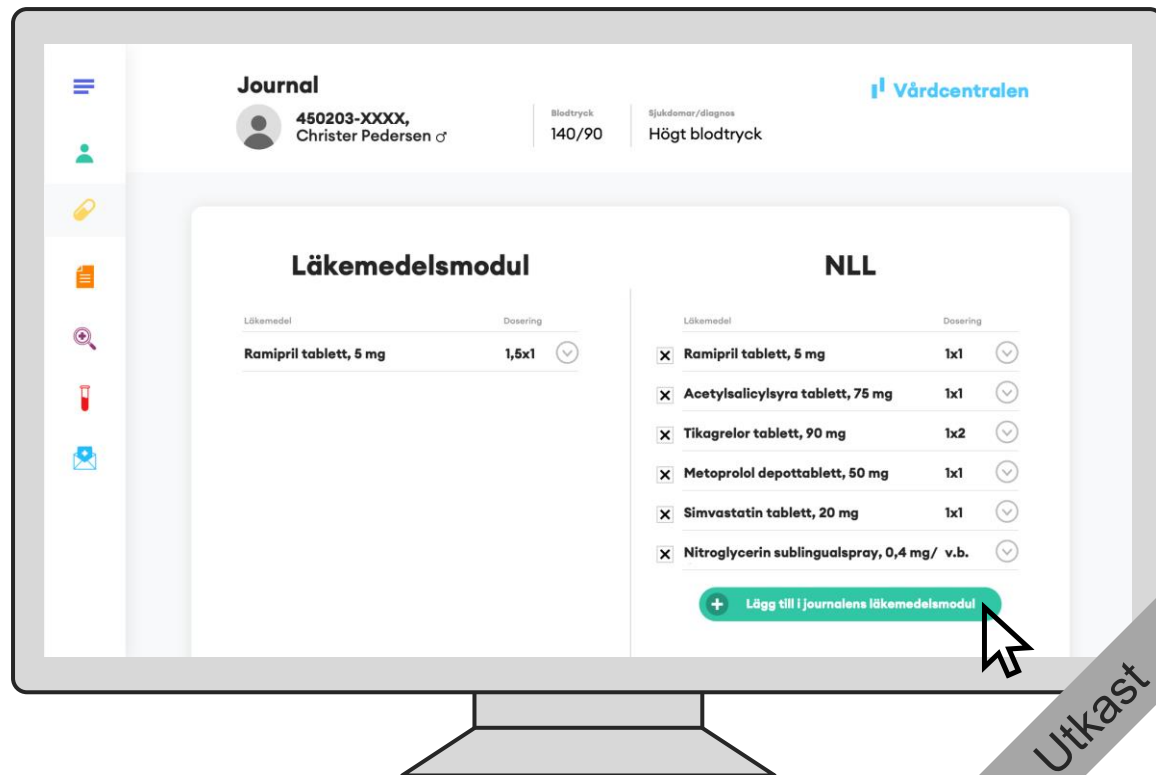 Journal
450203-XXXX,
Christer Pedersen ♂
Blodtryck
140/90
Sjukdomar/diagnos
Högt blodtryck
Vårdcentralen
Läkemedelsmodul
Läkemedel Dosering
Ramipril tablett, 5 mg 1,5x1
NLL
Läkemedel Dosering
Ramipril tablett, 5 mg 1x1
Acetylsalicylsyra tablett, 75 mg 1x1
Tikagrelor tablett, 90 mg 1x2
Metoprolol depottablett, 50 mg 1x1
Simvastatin tablett, 20 mg 1x1
Nitroglycerin sublingualspray, 0,4 mg/ v.b.
Lägg till i journalens läkemedelsmodul
Utkast